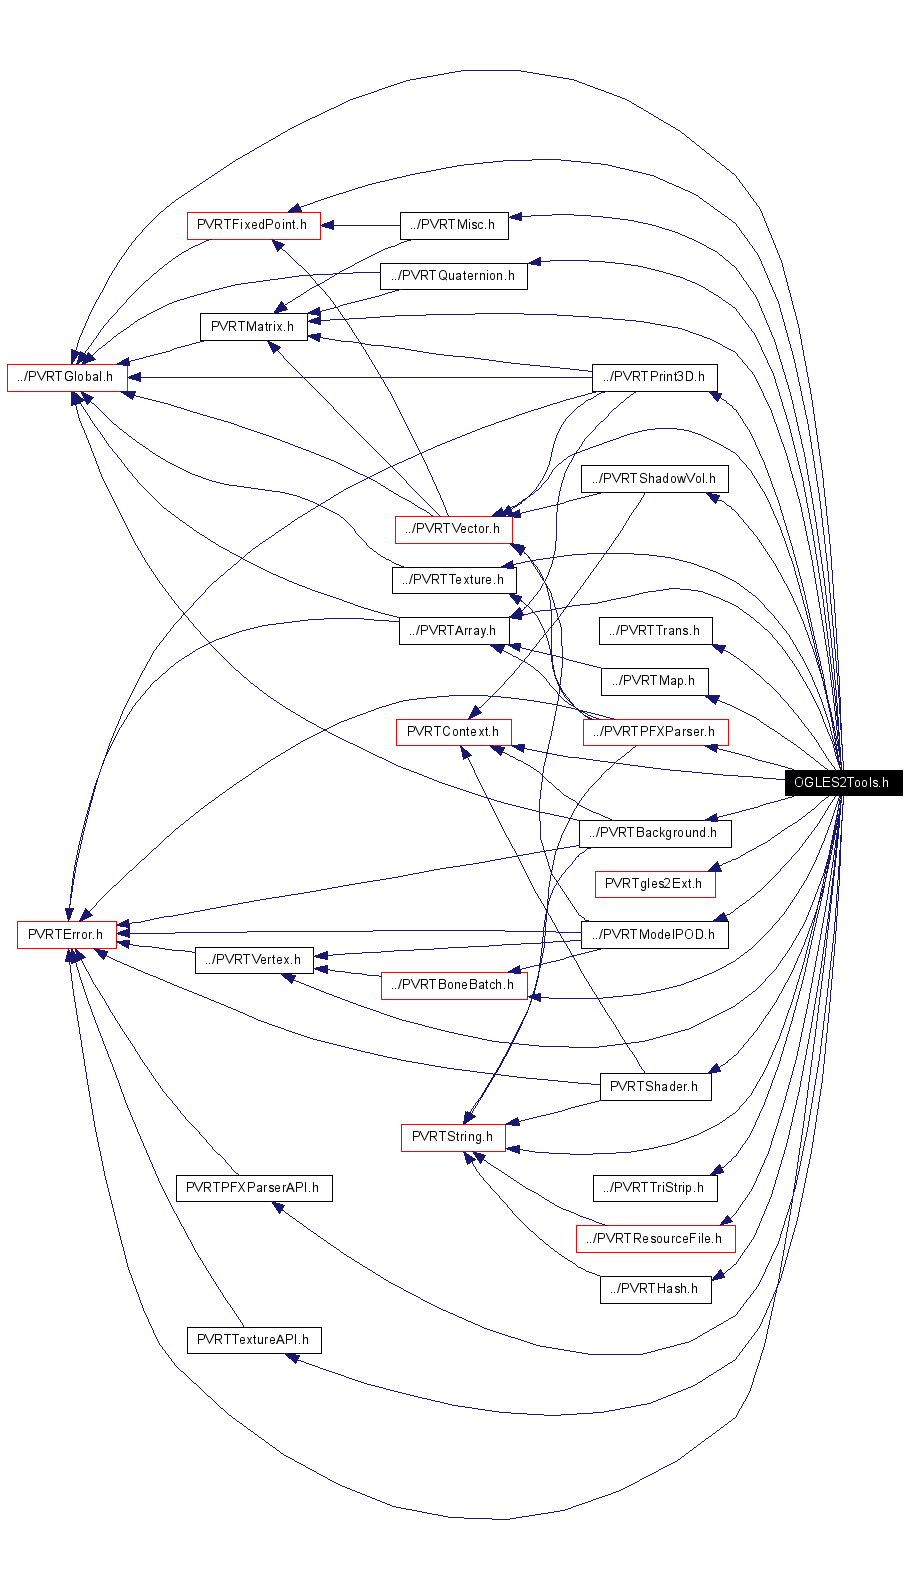 PVRTFixedPoint.h
../PVRTMisc.h
../PVRTQuaternion.h
PVRTMatrix.h
../PVRTGlobal.h
../PVRTPrint3D.h
../PVRTShadowVol.h
../PVRTVector.h
../PVRTTexture.h
../PVRTArray.h
../PVRTTrans.h
../PVRTMap.h
PVRTContext.h
../PVRTPFXParser.h
OGLES2Tools.h
../PVRTBackground.h
PVRTgles2Ext.h
PVRTError.h
../PVRTModelPOD.h
../PVRTVertex.h
../PVRTBoneBatch.h
PVRTShader.h
PVRTString.h
PVRTPFXParserAPI.h
../PVRTTriStrip.h
../PVRTResourceFile.h
../PVRTHash.h
PVRTTextureAPI.h